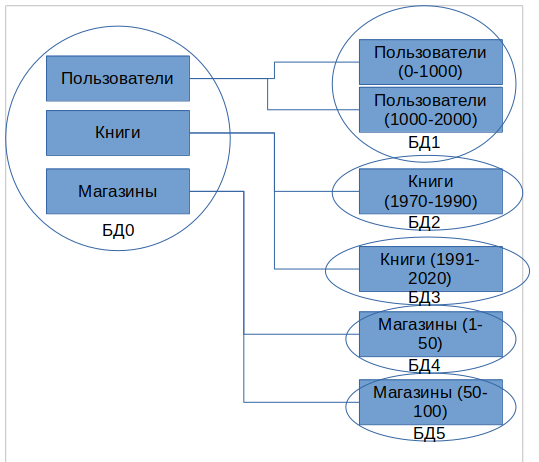 Пользователи
Книги
Магазины
БД0
Пользователи
(0-1000)
Пользователи
(1000-2000)
БД1
Книги
(1970-1990)
БД2
Книги (1991-
2020)
БД3
Магазины (1-
50)
БД4
Магазины (50-
100)
БД5